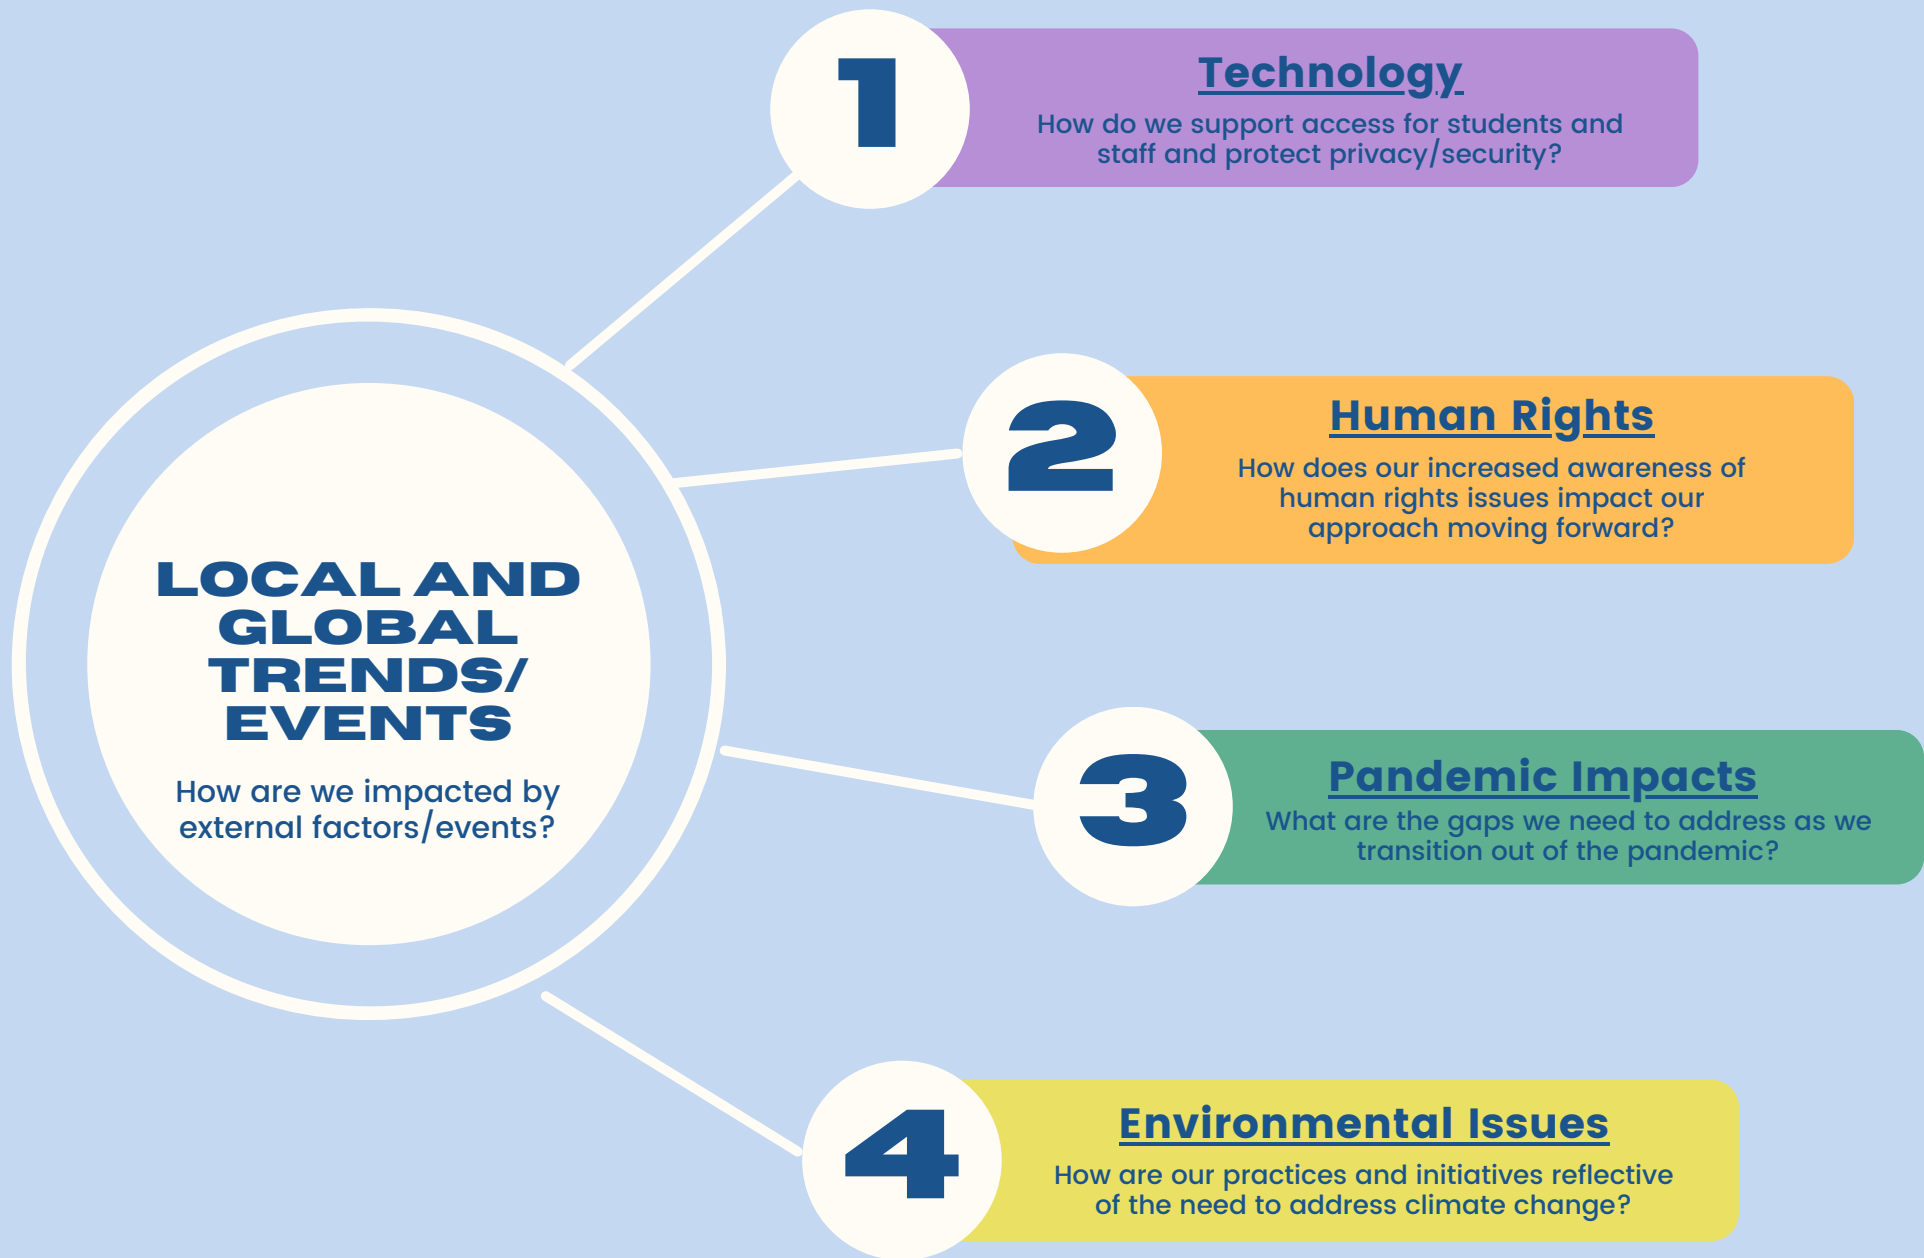 LOCAL AND
GLOBAL
TRENDS/
EVENTS
How are we impacted by
external factors/events?
1
Technology
How do we support access for students and
staff and protect privacy/security?
2
Human Rights
How does our increased awareness of
human rights issues impact our
approach moving forward?
3
Pandemic Impacts
What are the gaps we need to address as we
transition out of the pandemic?
4
Environmental Issues
How are our practices and initiatives reflective
of the need to address climate change?